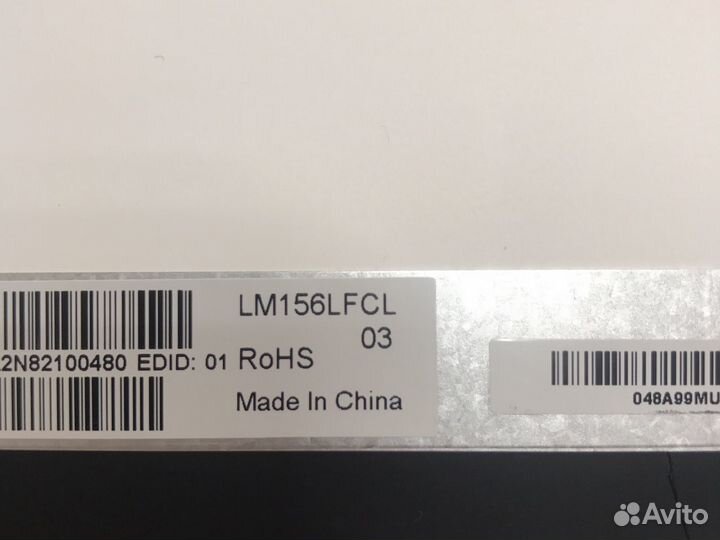 LM156LFCL
03
2N82100480 EDID: 01 RoHS
Made In China
048A99MU
Avito